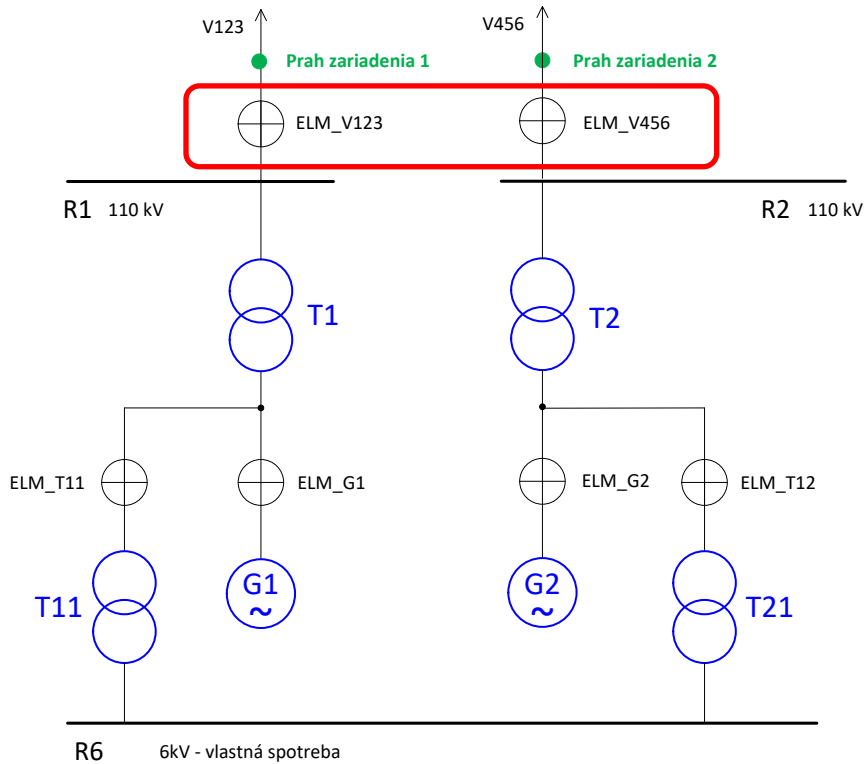 V123
V456
Prah zariadenia 1
Prah zariadenia 2
ELM_V123
ELM_V456
R1 110 kV
R2 110 kV
T1
T2
ELM_T11
ELM_G1
ELM_G2
ELM_T12
T11
G1
~
G2
~
T21
R6 6kV - vlastná spotreba